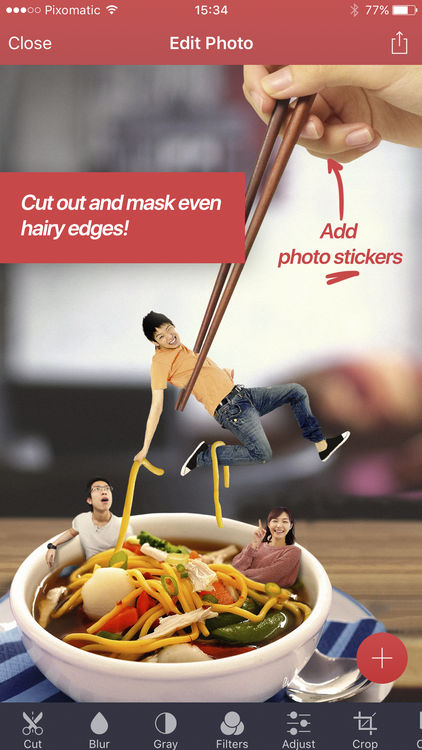 Pixomatic 15:34 77%
Close Edit Photo
Cut out and mask even
hairy edges!
Add
photo stickers
Cut Blur Gray Filters Adjust Crop